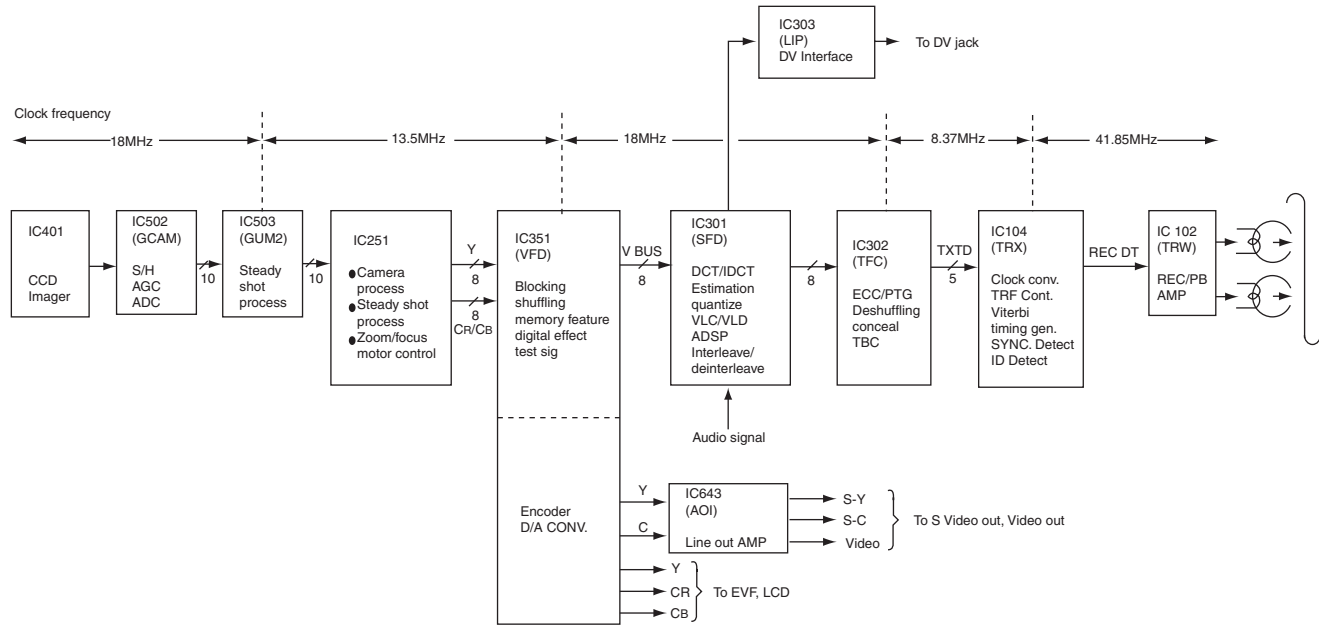 IC303
(LIP)
DV Interface
To DV jack
Clock frequency
18MHz
13.5MHz
18MHz
8.37MHz
41.85MHz
IC401
CCD
Imager
IC502
(GCAM)
S/H
AGC
ADC
10
IC503
(GUM2)
Steady
shot
process
10
IC251
●Camera
process
●Steady shot
process
●Zoom/focus
motor control
Y
8
8
CR/CB
IC351
(VFD)
Blocking
shuffling
memory feature
digital effect
test sig
V BUS
8
IC301
(SFD)
DCT/IDCT
Estimation
quantize
VLC/VLD
ADSP
Interleave/
deinterleave
8
IC302
(TFC)
ECC/PTG
Deshuffling
conceal
TBC
TXTD
5
IC104
(TRX)
Clock conv.
TRF Cont.
Viterbi
timing gen.
SYNC. Detect
ID Detect
REC DT
IC 102
(TRW)
REC/PB
AMP
Audio signal
Encoder
D/A CONV.
Y
C
IC643
(AOI)
Line out AMP
S-Y
S-C
Video
To S Video out, Video out
Y
CR
CB
To EVF, LCD